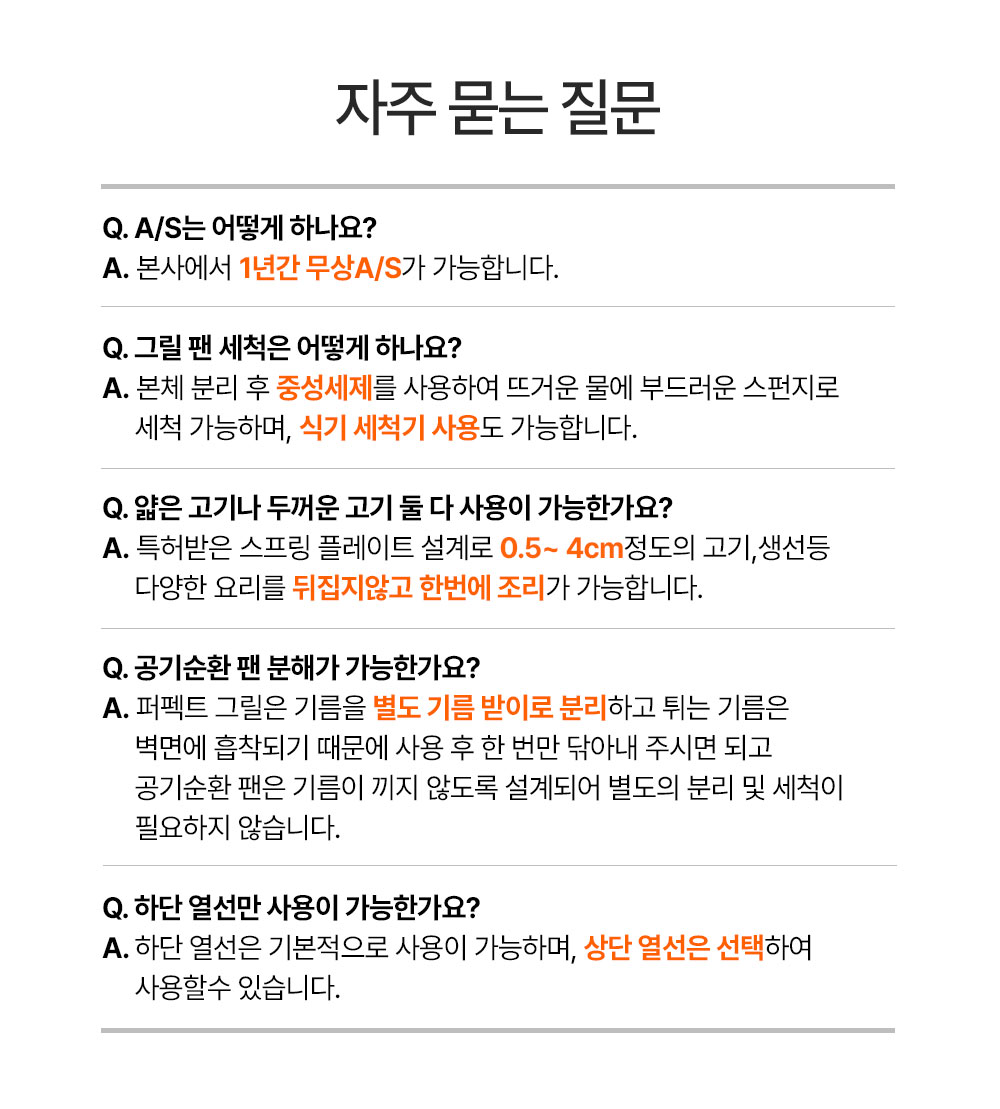 자주 묻는 질문
Q. A/S는 어떻게 하나요?
A. 본사에서 1년간 무상A/S가 가능합니다.
Q. 그릴 팬 세척은 어떻게 하나요?
A. 본체 분리 후 중성세제를 사용하여 뜨거운 물에 부드러운 스펀지로
세척 가능하며, 식기 세척기 사용도 가능합니다.
Q. 얇은 고기나 두꺼운 고기 둘 다 사용이 가능한가요?
A. 특허받은 스프링 플레이트 설계로 0.5~ 4cm정도의 고기,생선등
다양한 요리를 뒤집지않고 한번에 조리가 가능합니다.
Q. 공기순환 팬 분해가 가능한가요?
A. 퍼펙트 그릴은 기름을 별도 기름 받이로 분리하고 튀는 기름은
벽면에 흡착되기 때문에 사용 후 한 번만 닦아내 주시면 되고
공기순환 팬은 기름이 끼지 않도록 설계되어 별도의 분리 및 세척이
필요하지 않습니다.
Q. 하단 열선만 사용이 가능한가요?
A. 하단 열선은 기본적으로 사용이 가능하며, 상단 열선은 선택하여
사용할수 있습니다.